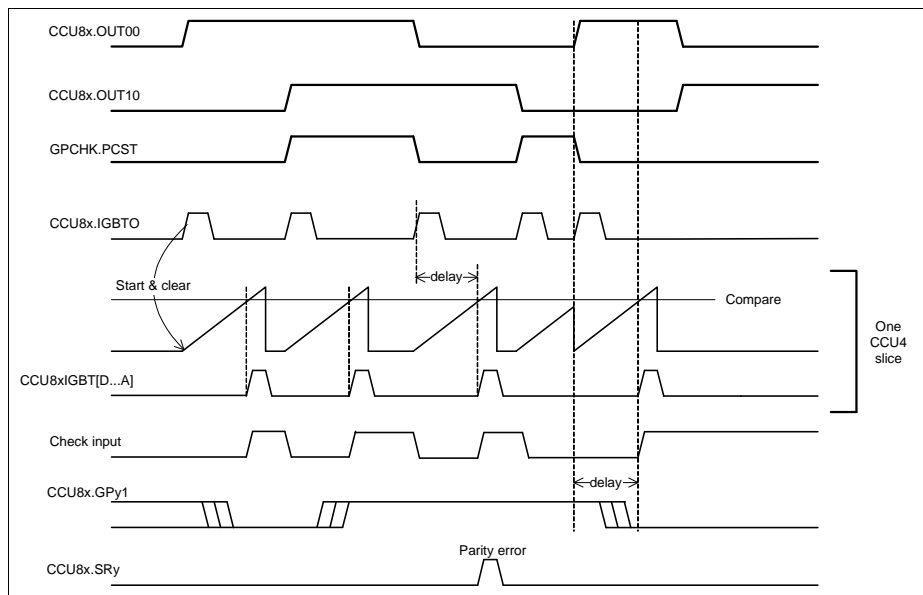 CCU8x.OUT00
CCU8x.OUT10
GPCHK.PCST
CCU8x.IGBTO
delay
Start & clear
Compare
One
CCU4
slice
CCU8xIGBT[D...A]
Check input
delay
CCU8x.GPy1
Parity error
CCU8x.SRy